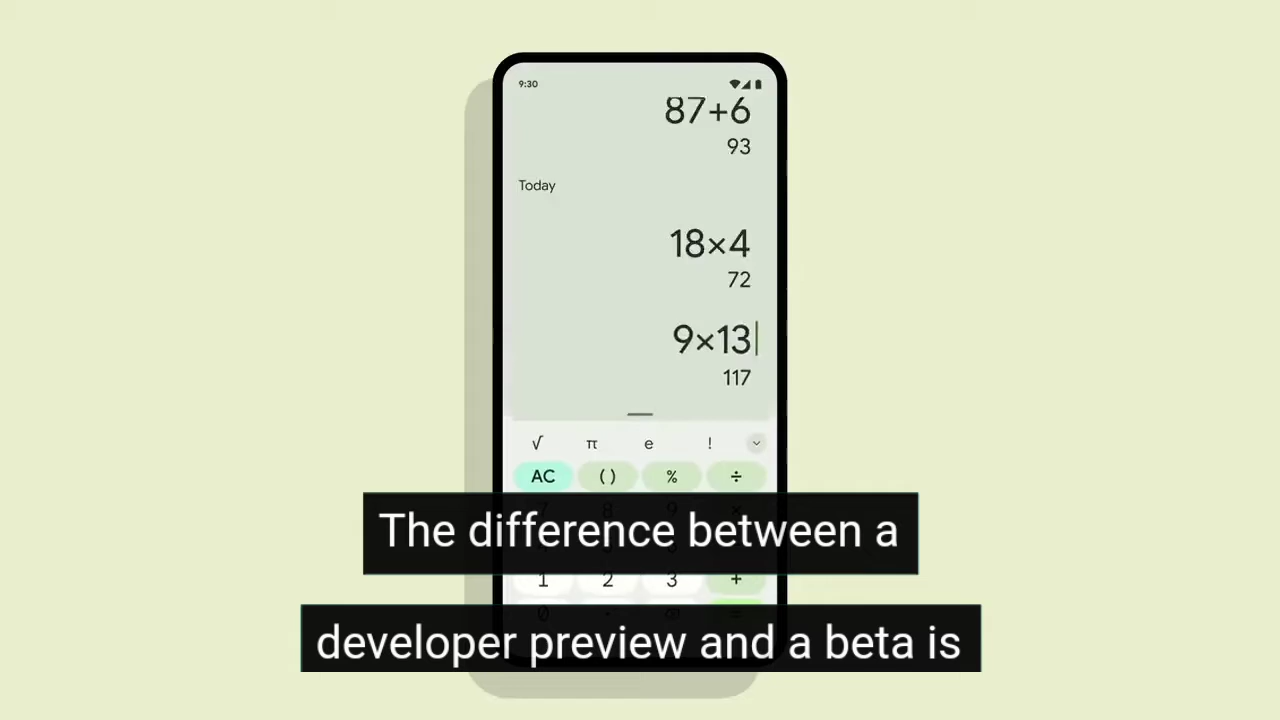 9:30
87+6
93
Today
18×4
72
9×13
117
√ π e !
AC ( ) % ÷
The difference between a
1 2 3 +
developer preview and a beta is